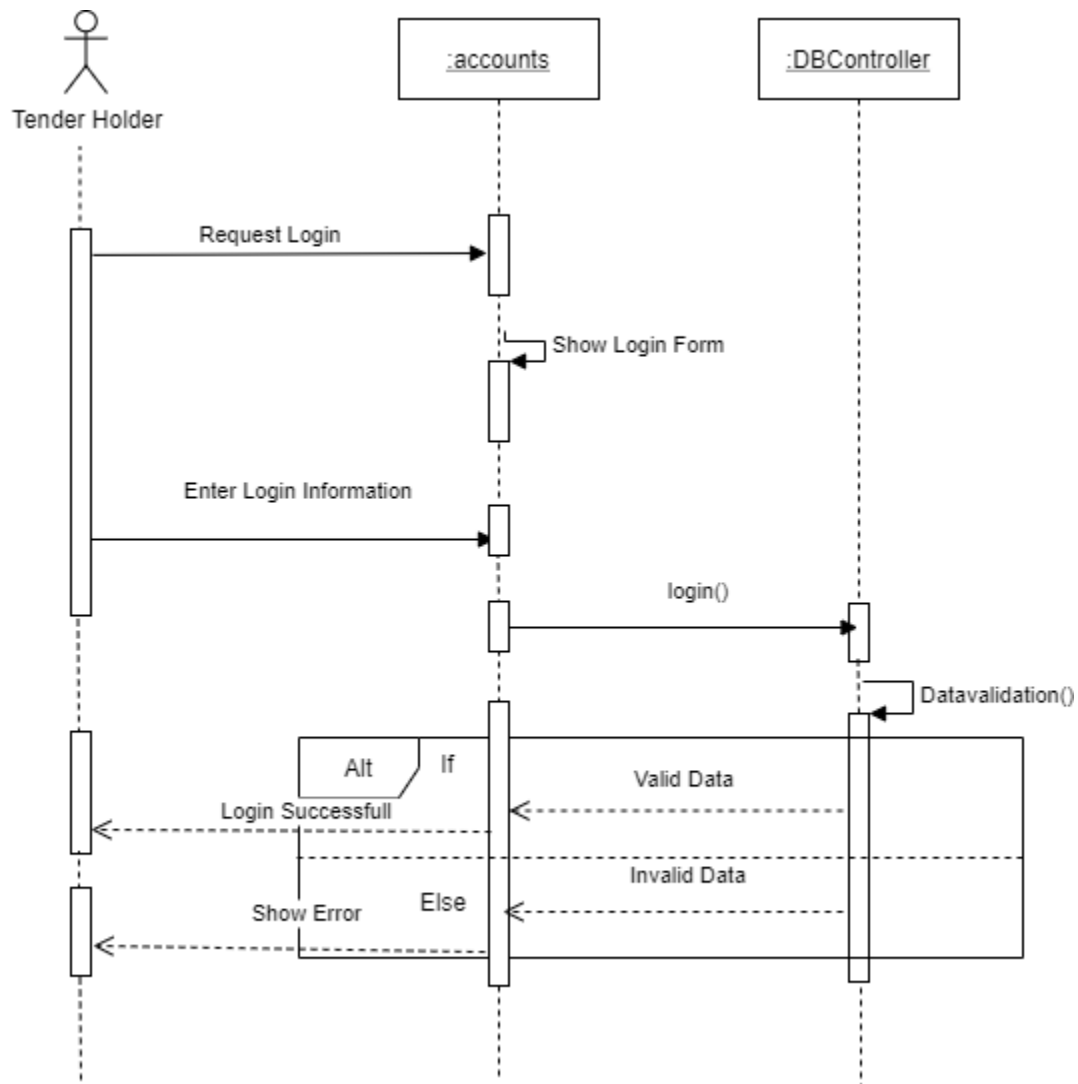 :accounts
:DBController
Tender Holder
Request Login
Show Login Form
Enter Login Information
login()
Datavalidation()
Alt
If
Valid Data
Login Successfull
Invalid Data
Else
Show Error